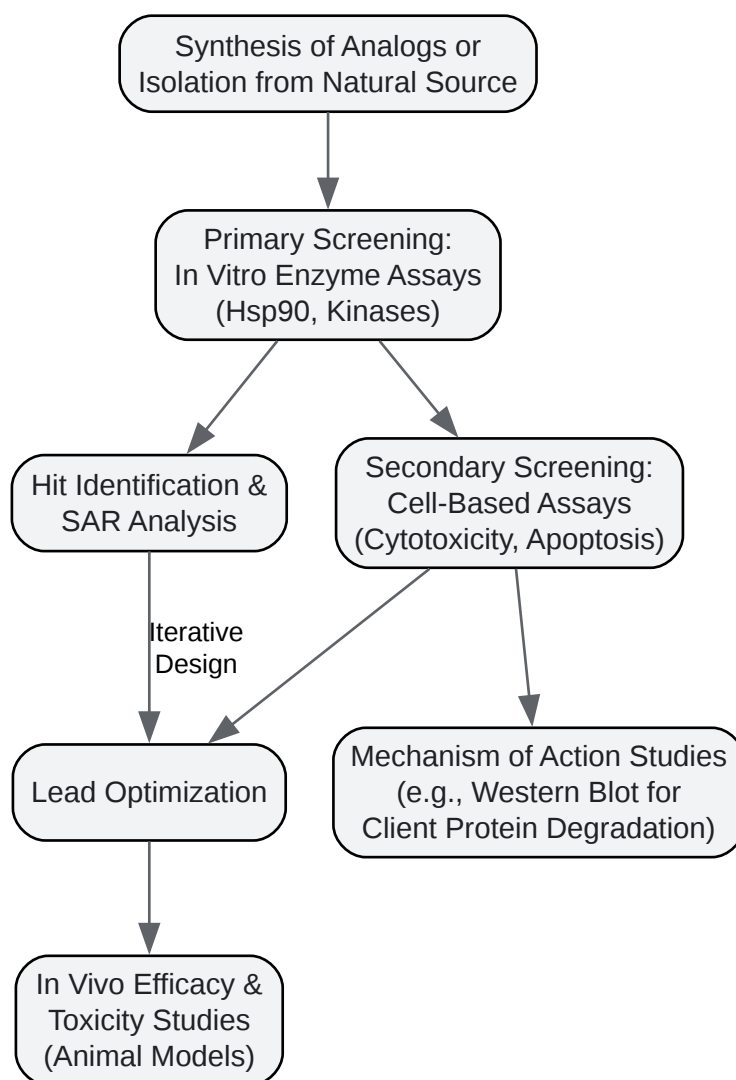 Synthesis of Analogs or
Isolation from Natural Source
Primary Screening:
In Vitro Enzyme Assays
(Hsp90, Kinases)
Hit Identification &
SAR Analysis
Secondary Screening:
Cell-Based Assays
(Cytotoxicity, Apoptosis)
Iterative
Design
Lead Optimization
Mechanism of Action Studies
(e.g., Western Blot for
Client Protein Degradation)
In Vivo Efficacy &
Toxicity Studies
(Animal Models)